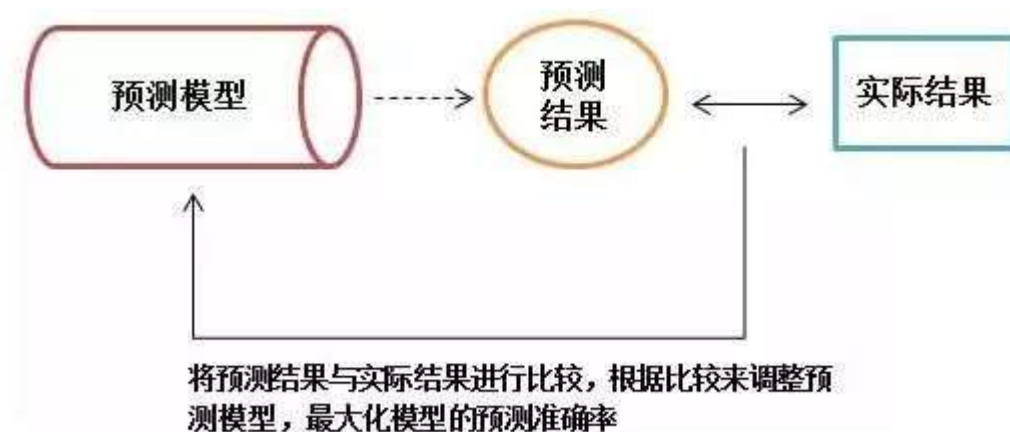 预测模型
预测
结果
实际结果
将预测结果与实际结果进行比较，根据比较来调整预
测模型，最大化模型的预测准确率